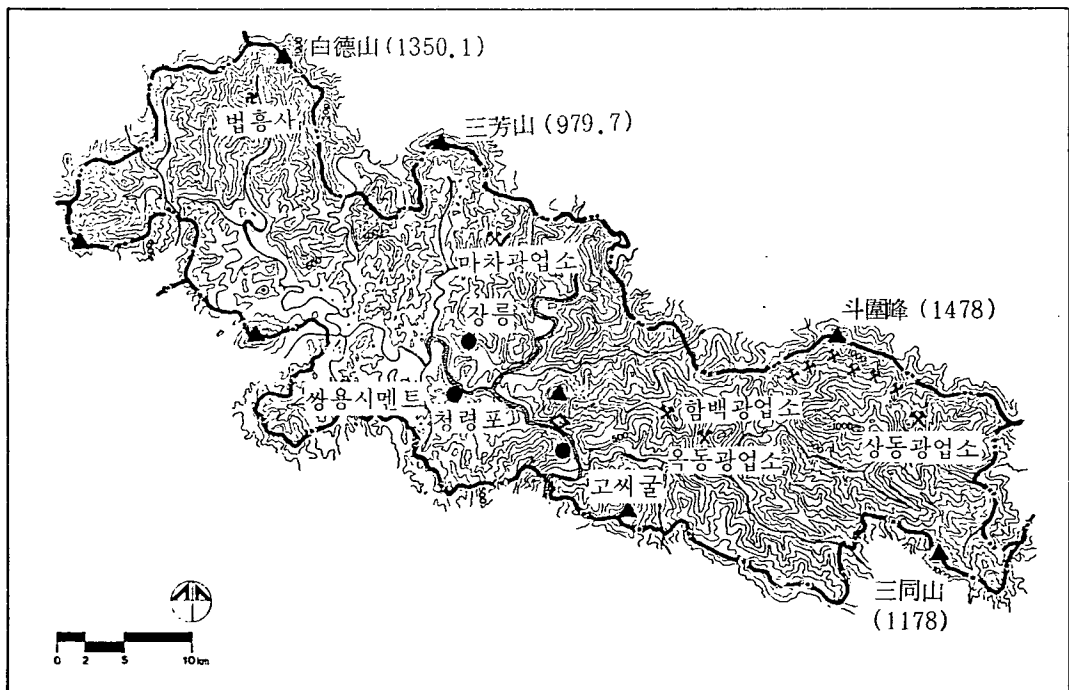 白德山 (1350.1)
법흥사
三芳山 (979.7)
마차광업소
장릉
斗圍峰 (1478)
쌍용시멘트
청령포
함백광업소
옥동광업소
상동광업소
고씨굴
三同山
(1178)
0 2 5 10km